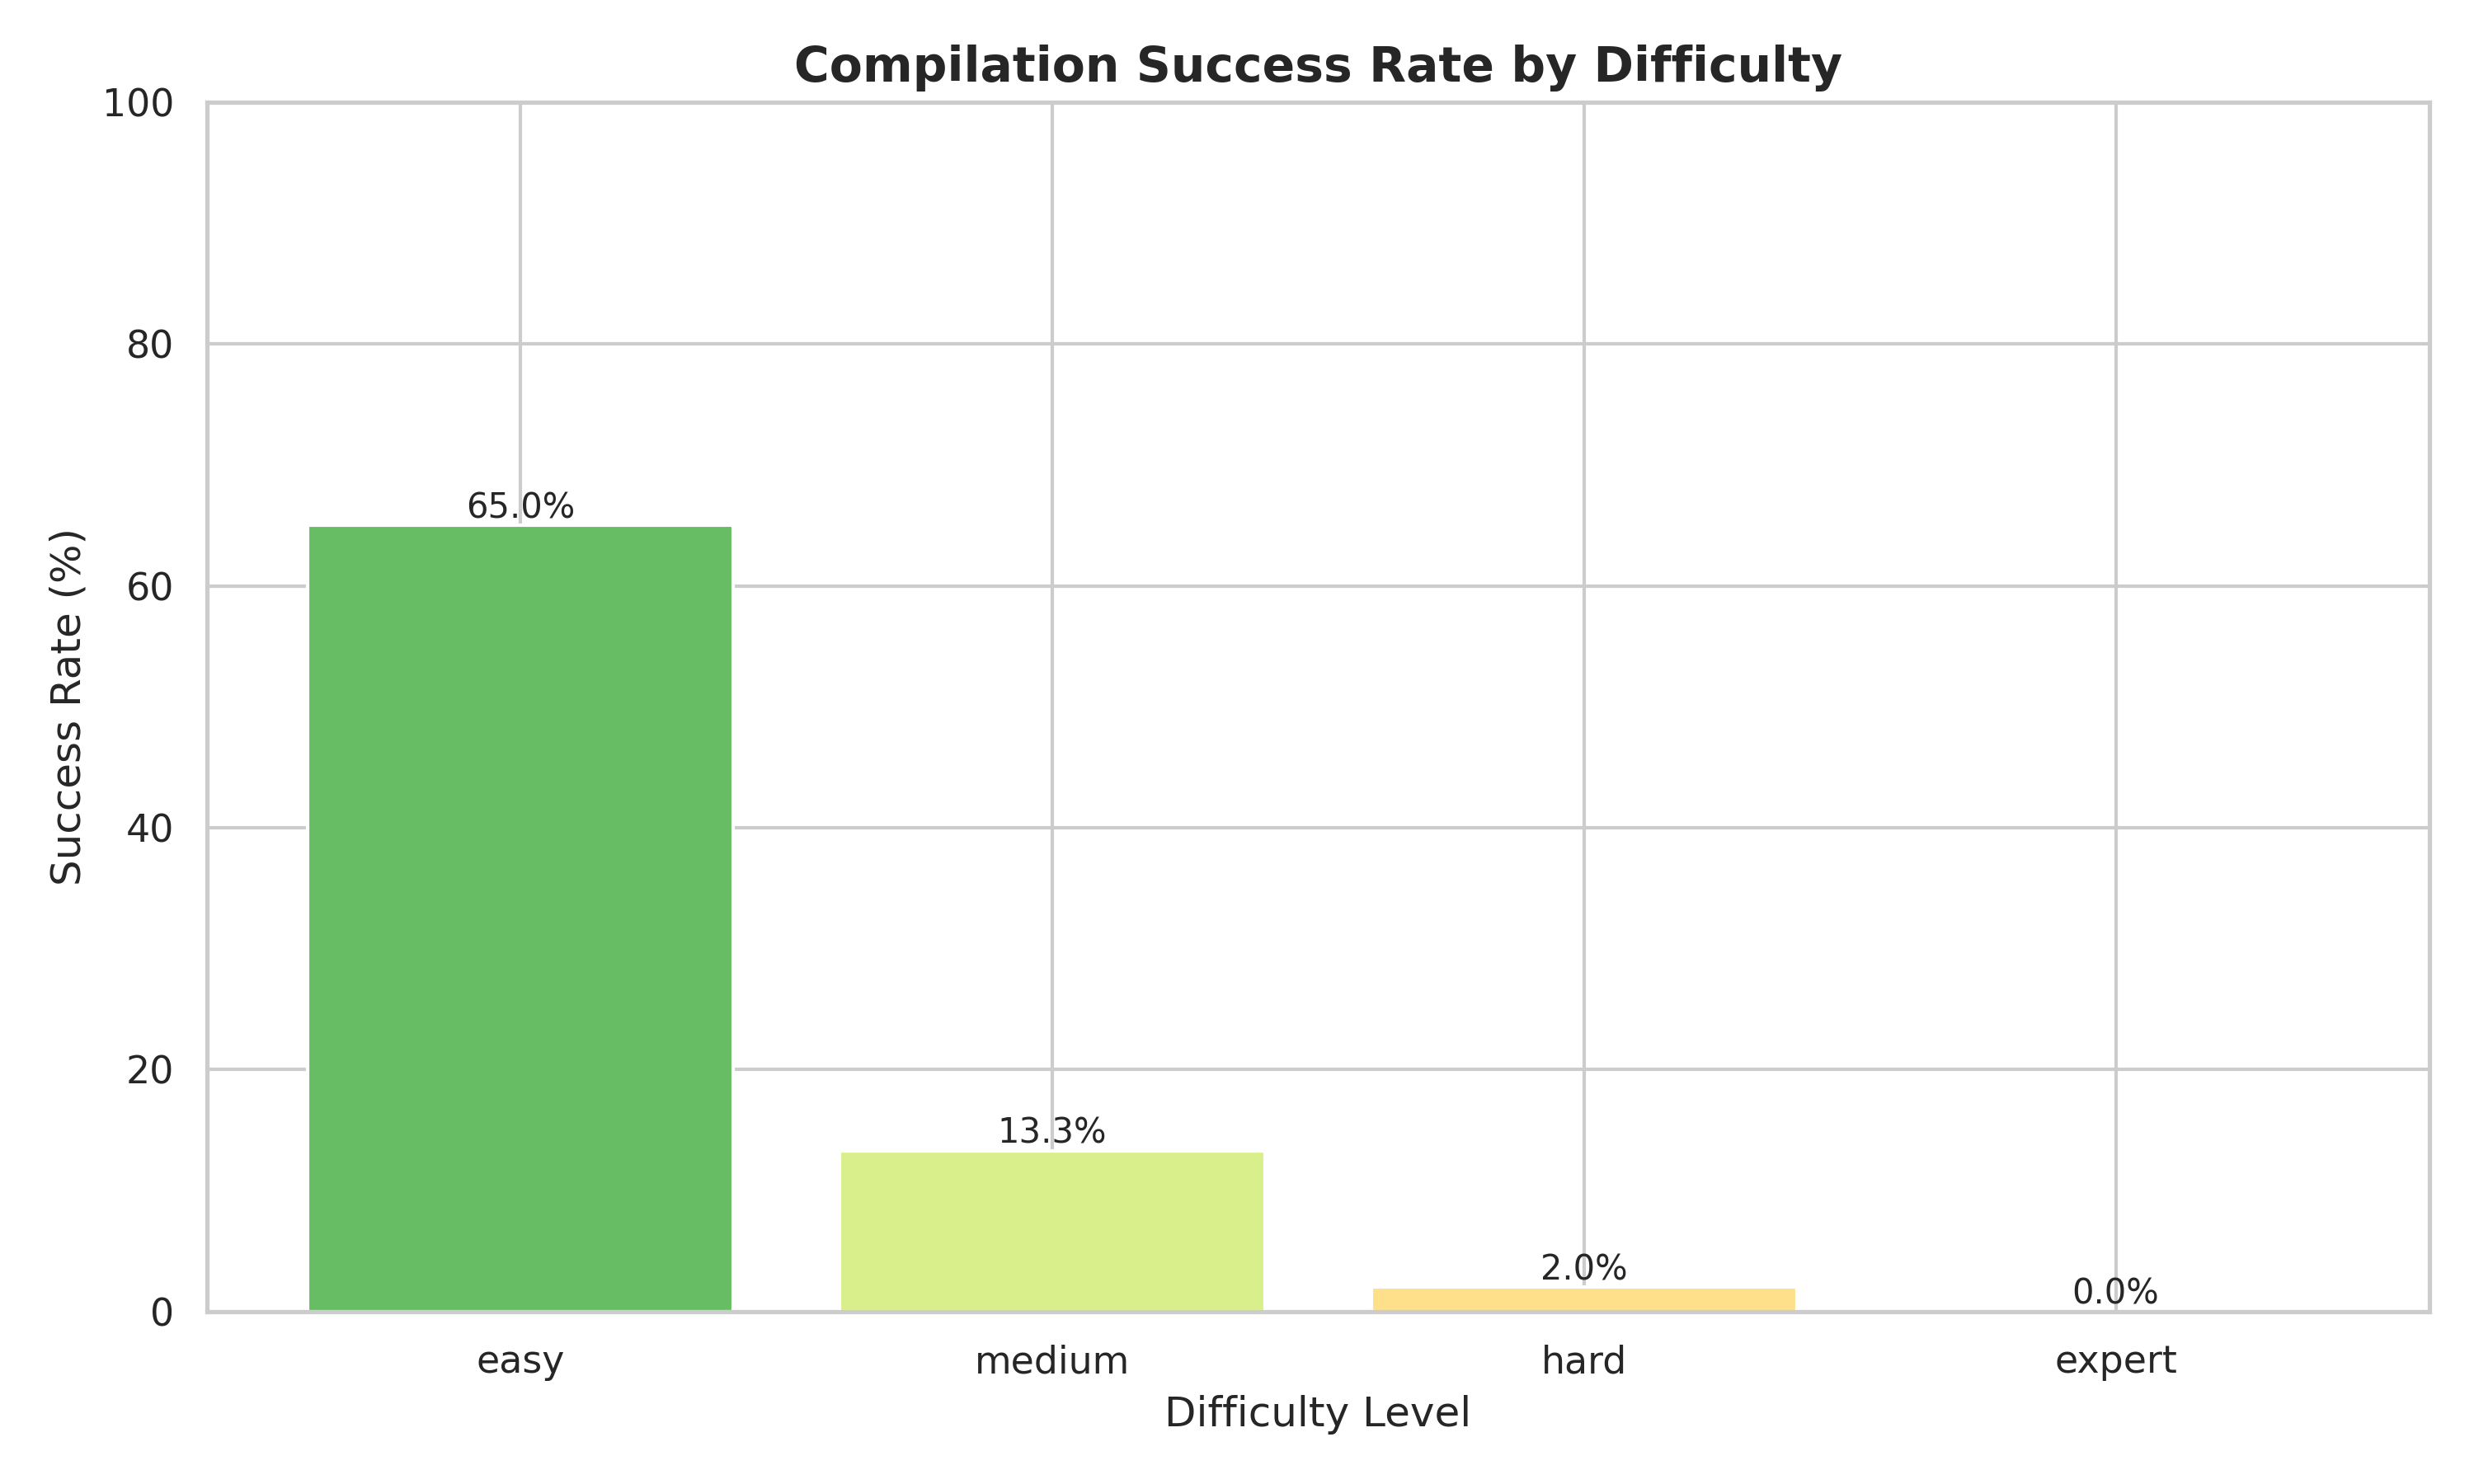 Compilation Success Rate by Difficulty
100
80
60
40
20
0
Success Rate (%)
65.0%
13.3%
2.0%
0.0%
easy
medium
hard
expert
Difficulty Level